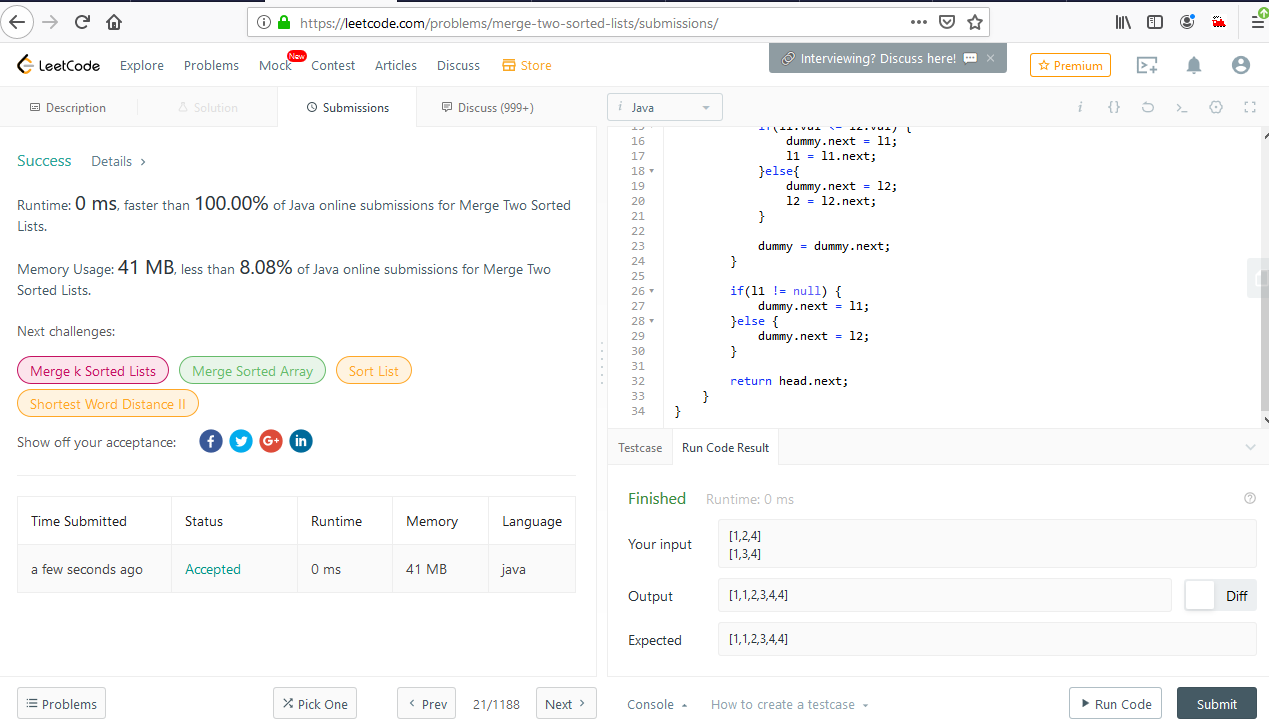 https://leetcode.com/problems/merge-two-sorted-lists/submissions/
LeetCode Explore Problems Mock New Contest Articles Discuss Store
Interviewing? Discuss here! ×
Premium
Description Solution Submissions Discuss (999+)
i Java
Success Details >
Runtime: 0 ms, faster than 100.00% of Java online submissions for Merge Two Sorted
Lists.
Memory Usage: 41 MB, less than 8.08% of Java online submissions for Merge Two
Sorted Lists.
Next challenges:
Merge k Sorted Lists Merge Sorted Array Sort List
Shortest Word Distance II
Show off your acceptance: f G+ in
Time Submitted Status Runtime Memory Language
a few seconds ago Accepted 0 ms 41 MB java
Problems Pick One < Prev 21/1188 Next >
i {} >_
15 if(l1.val <= l2.val) {
16 dummy.next = l1;
17 l1 = l1.next;
18 }else{
19 dummy.next = l2;
20 l2 = l2.next;
21 }
22
23 dummy = dummy.next;
24 }
25
26 if(l1 != null) {
27 dummy.next = l1;
28 }else {
29 dummy.next = l2;
30 }
31
32 return head.next;
33 }
34 }
Testcase Run Code Result
Finished Runtime: 0 ms
Your input
[1,2,4]
[1,3,4]
Output [1,1,2,3,4,4] Diff
Expected [1,1,2,3,4,4]
Console How to create a testcase Run Code Submit